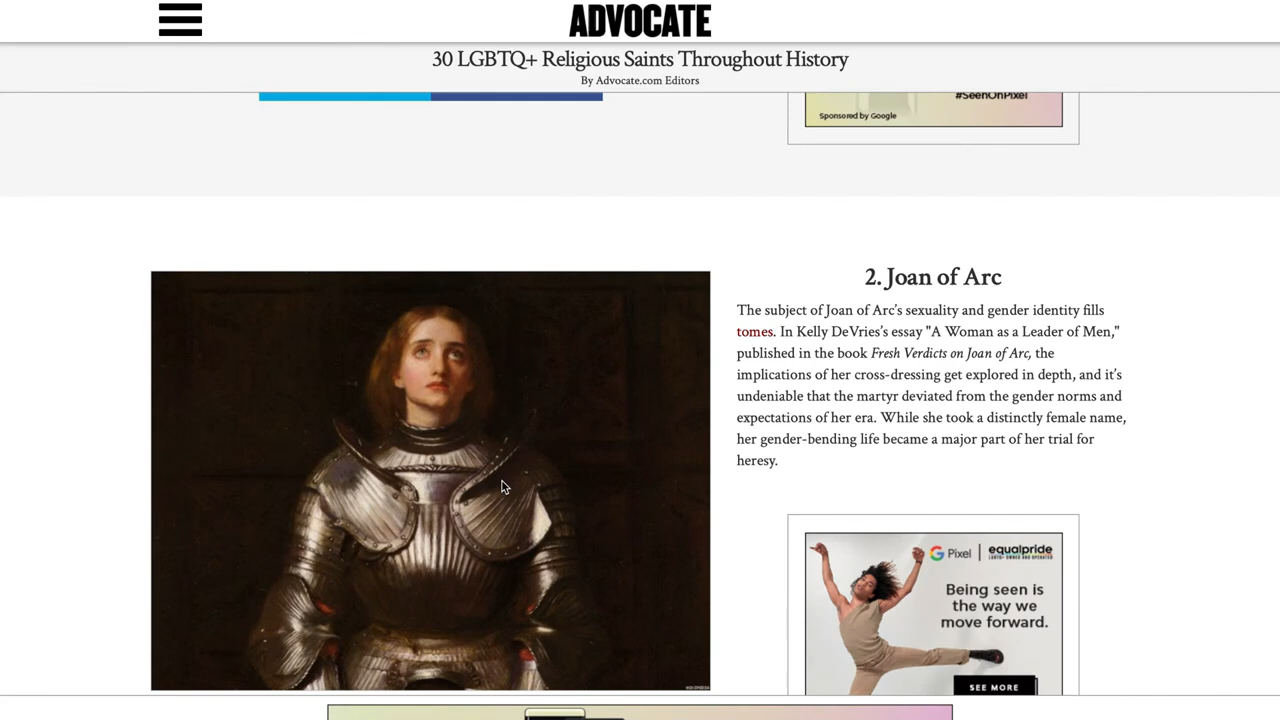 ADVOCATE
30 LGBTQ+ Religious Saints Throughout History
By Advocate.com Editors
#SeenOnPixel
Sponsored by Google
2. Joan of Arc
The subject of Joan of Arc’s sexuality and gender identity fills
tomes. In Kelly DeVries’s essay "A Woman as a Leader of Men,"
published in the book Fresh Verdicts on Joan of Arc, the
implications of her cross-dressing get explored in depth, and it’s
undeniable that the martyr deviated from the gender norms and
expectations of her era. While she took a distinctly female name,
her gender-bending life became a major part of her trial for
heresy.
G Pixel | equalpride
LGBTQ+ OWNED AND OPERATED
Being seen is
the way we
move forward.
SEE MORE